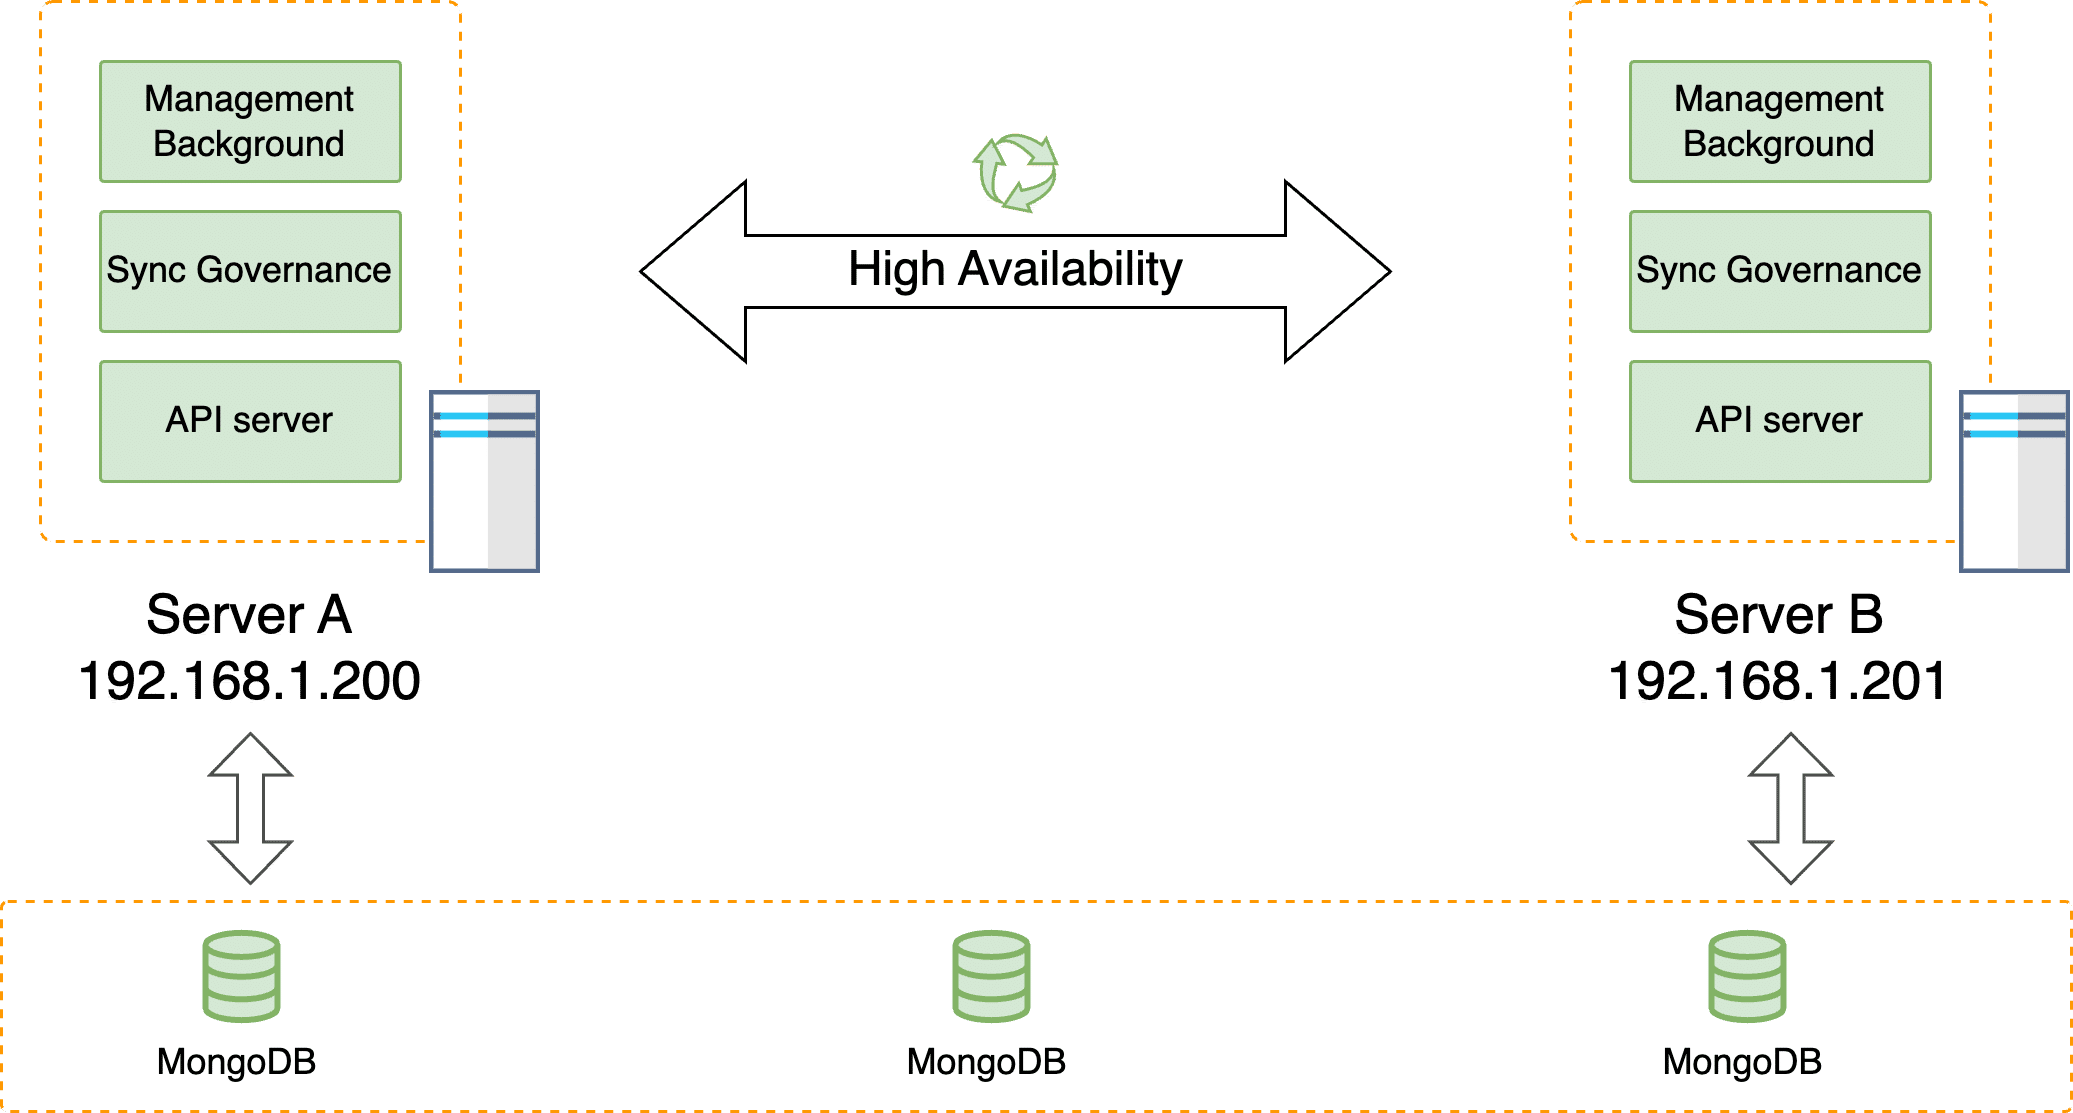 Management
Background
Sync Governance
API server
Server A
192.168.1.200
High Availability
Management
Background
Sync Governance
API server
Server B
192.168.1.201
MongoDB
MongoDB
MongoDB